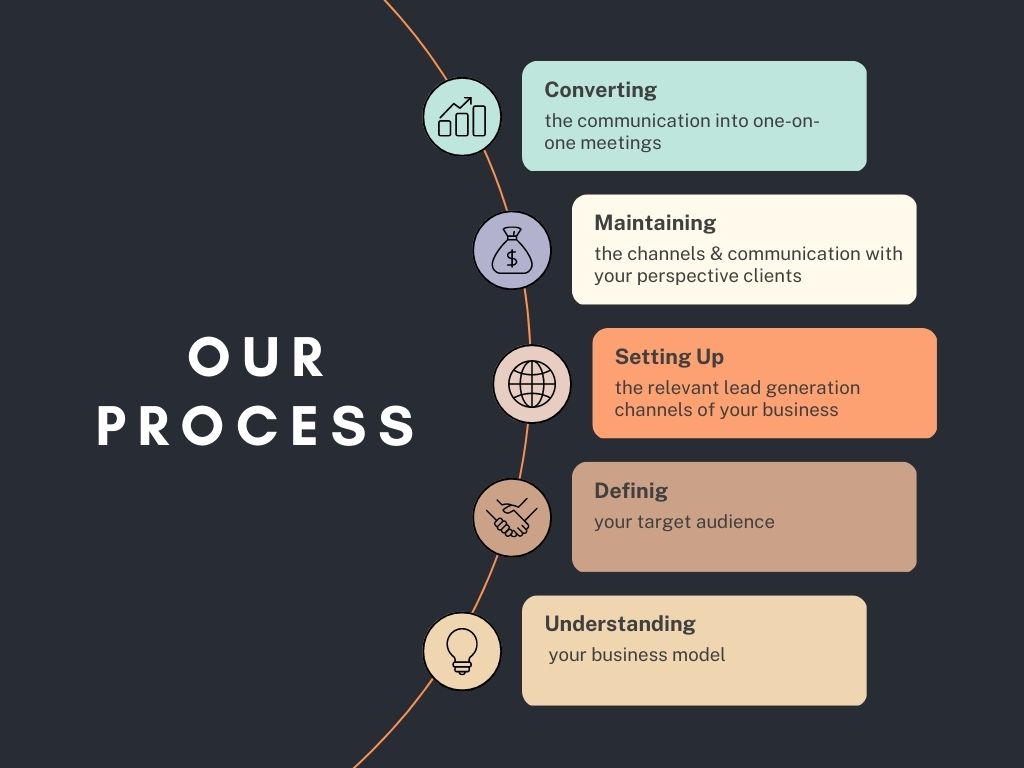 OUR
PROCESS
Converting
the communication into one-on-
one meetings
Maintaining
the channels & communication with
your perspective clients
$
Setting Up
the relevant lead generation
channels of your business
Definig
your target audience
Understanding
your business model